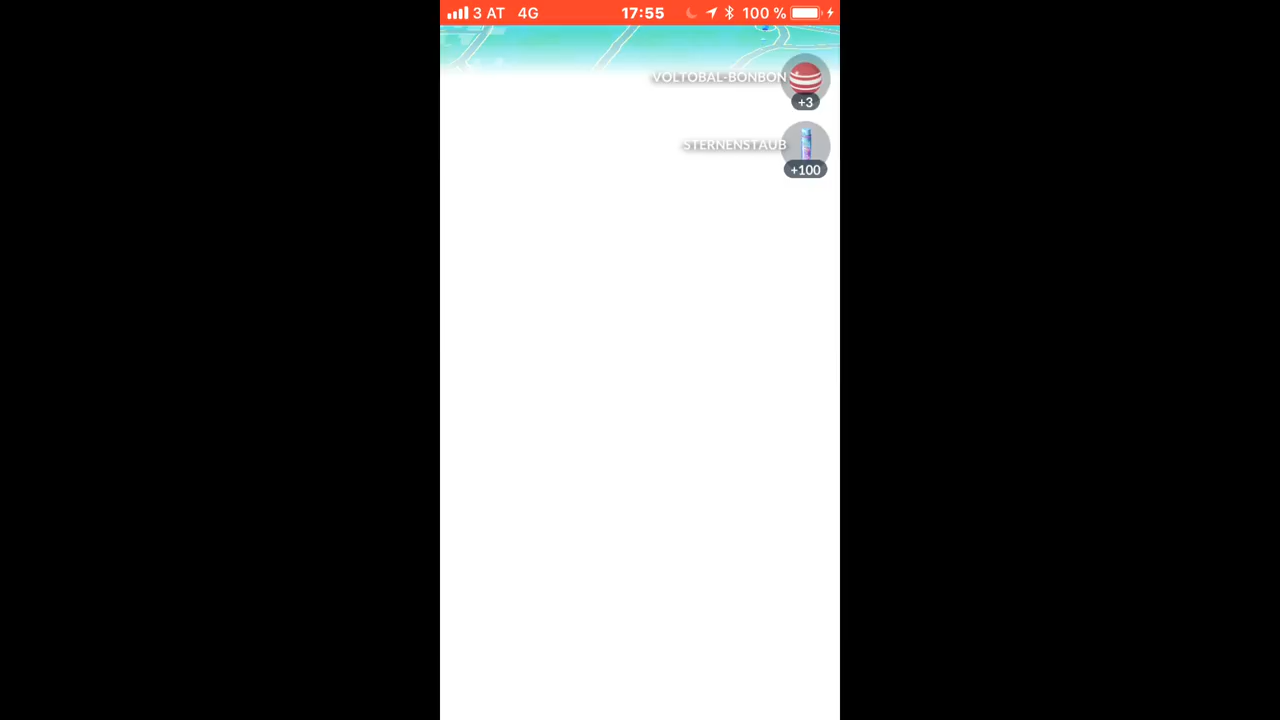 3 AT 4G 17:55 100 %
VOLTOBAL-BONBON
+3
STERNENSTAUB
+100